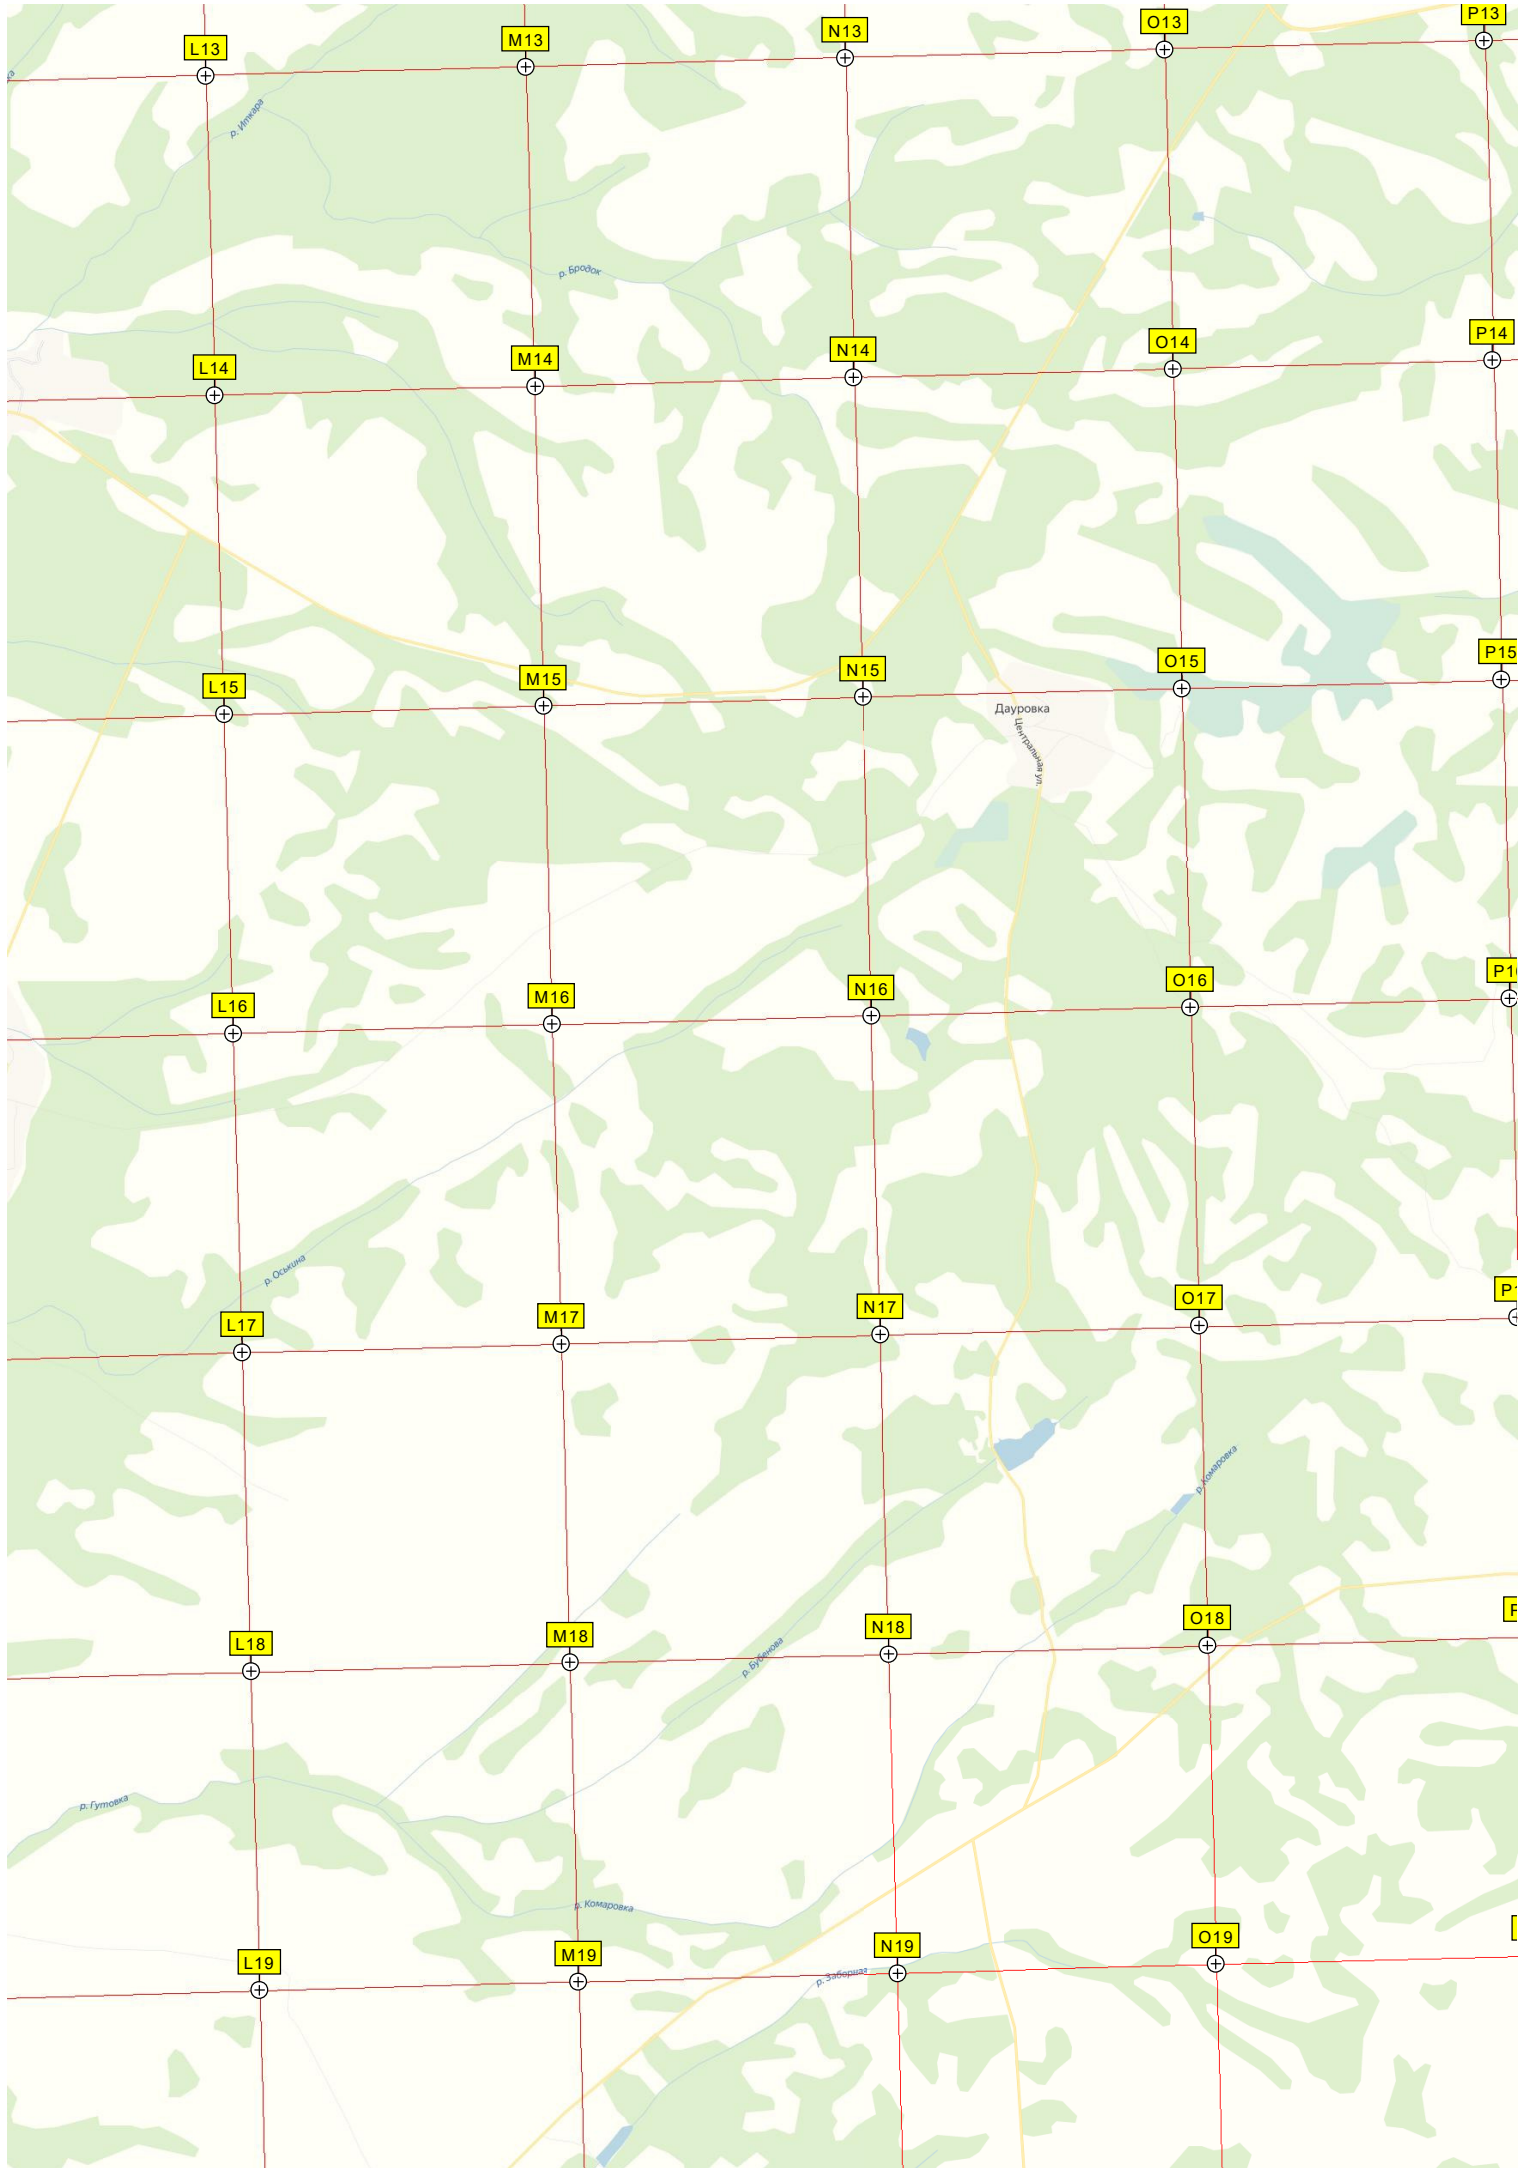 L13
M13
N13
O13
P13
р. Иткара
р. Бродок
L14
M14
N14
O14
P14
L15
M15
N15
O15
P15
Дауровка
Центральная ул.
L16
M16
N16
O16
р. Оськина
L17
M17
N17
O17
р. Комаровка
L18
M18
N18
O18
р. Бубенова
р. Гутовка
р. Комаровка
L19
M19
N19
O19
р. Заборная